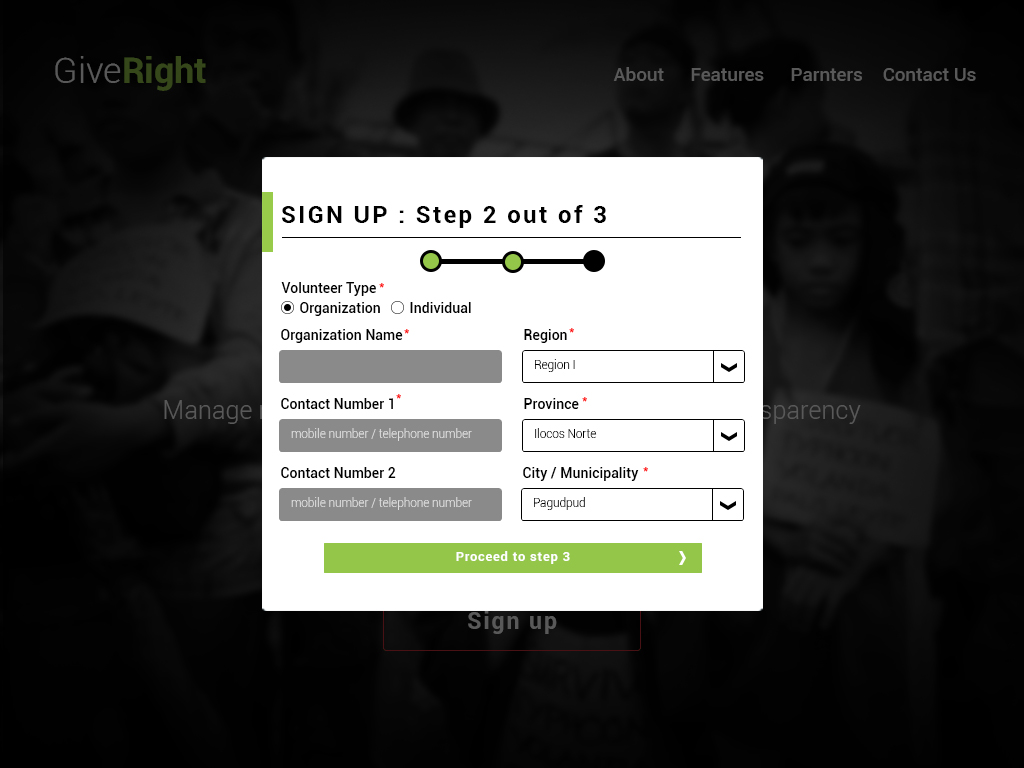 GiveRight
About Features Parnters Contact Us
SIGN UP : Step 2 out of 3
Volunteer Type *
Organization Individual
Organization Name *
Region *
Region I
Contact Number 1 *
Province *
Manage
sparency
mobile number / telephone number
Ilocos Norte
Contact Number 2
City / Municipality *
mobile number / telephone number
Pagudpud
Proceed to step 3
Sign up